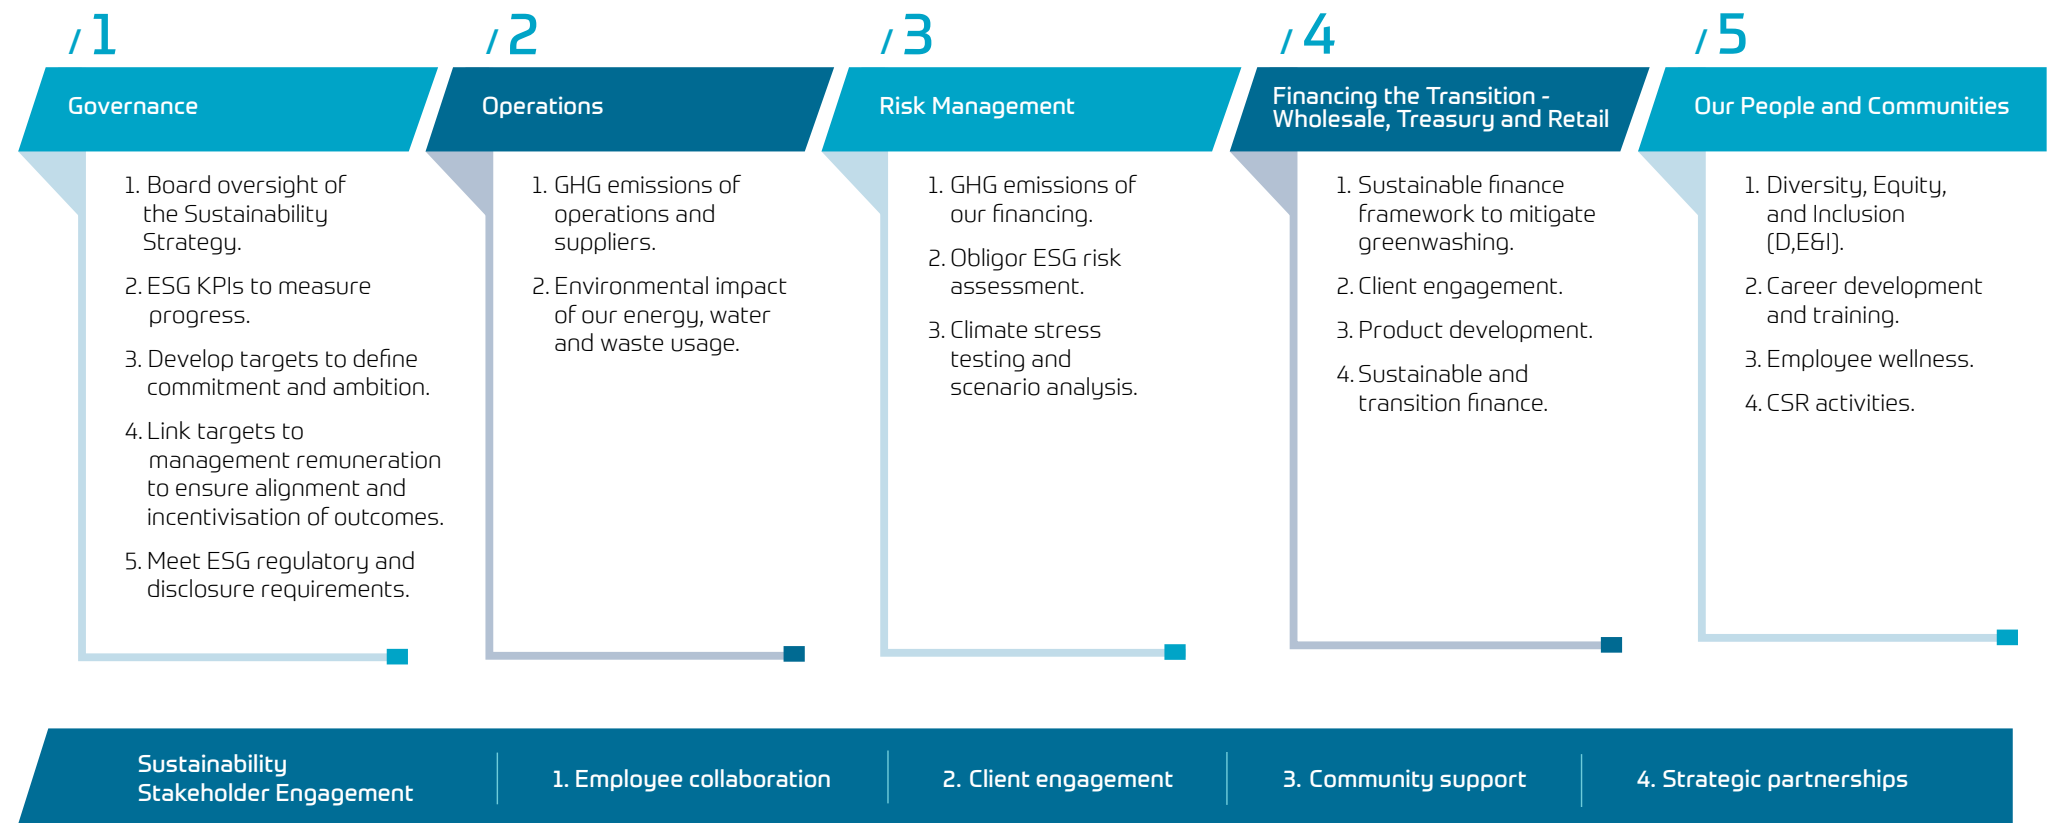 / 1
Governance
1. Board oversight of
the Sustainability
Strategy.
2. ESG KPIs to measure
progress.
3. Develop targets to define
commitment and ambition.
4. Link targets to
management remuneration
to ensure alignment and
incentivisation of outcomes.
5. Meet ESG regulatory and
disclosure requirements.
/ 2
Operations
1. GHG emissions of
operations and
suppliers.
2. Environmental impact
of our energy, water
and waste usage.
/ 3
Risk Management
1. GHG emissions of
our financing.
2. Obligor ESG risk
assessment.
3. Climate stress
testing and
scenario analysis.
/ 4
Financing the Transition -
Wholesale, Treasury and Retail
1. Sustainable finance
framework to mitigate
greenwashing.
2. Client engagement.
3. Product development.
4. Sustainable and
transition finance.
/ 5
Our People and Communities
1. Diversity, Equity,
and Inclusion
(D,E&I).
2. Career development
and training.
3. Employee wellness.
4. CSR activities.
Sustainability
Stakeholder Engagement
1. Employee collaboration
2. Client engagement
3. Community support
4. Strategic partnerships